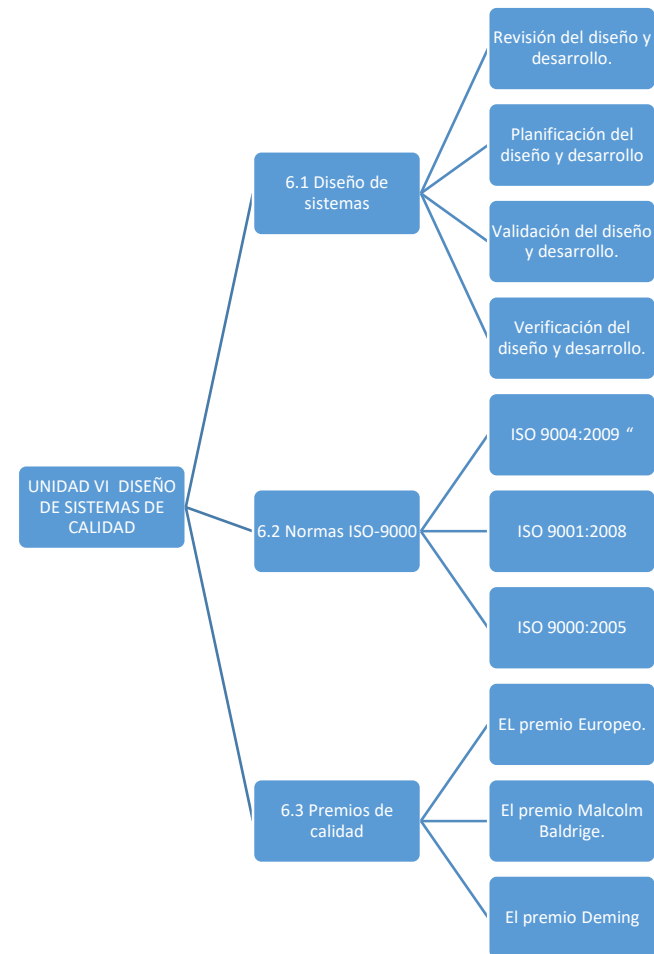 UNIDAD VI DISEÑO
DE SISTEMAS DE
CALIDAD
6.1 Diseño de
sistemas
Revisión del diseño y
desarrollo.
Planificación del
diseño y desarrollo
Validación del diseño
y desarrollo.
Verificación del
diseño y desarrollo.
6.2 Normas ISO-9000
ISO 9004:2009 “
ISO 9001:2008
ISO 9000:2005
6.3 Premios de
calidad
EL premio Europeo.
El premio Malcolm
Baldrige.
El premio Deming